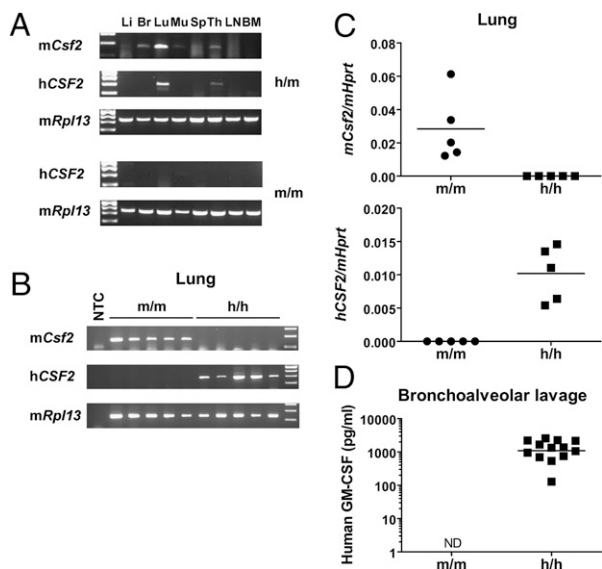 A
Li Br Lu Mu Sp Th LN BM
mCsf2
hCSF2
h/m
mRpl13
hCSF2
m/m
mRpl13
B
Lung
NTC
m/m
h/h
mCsf2
hCSF2
mRpl13
C
Lung
mCsf2/mHprt
0.08
0.06
0.04
0.02
0.00
m/m
h/h
hCSF2/mHprt
0.020
0.015
0.010
0.005
0.000
m/m
h/h
D
Bronchoalveolar lavage
Human GM-CSF (pg/ml)
10000
1000
100
10
1
ND
m/m
h/h